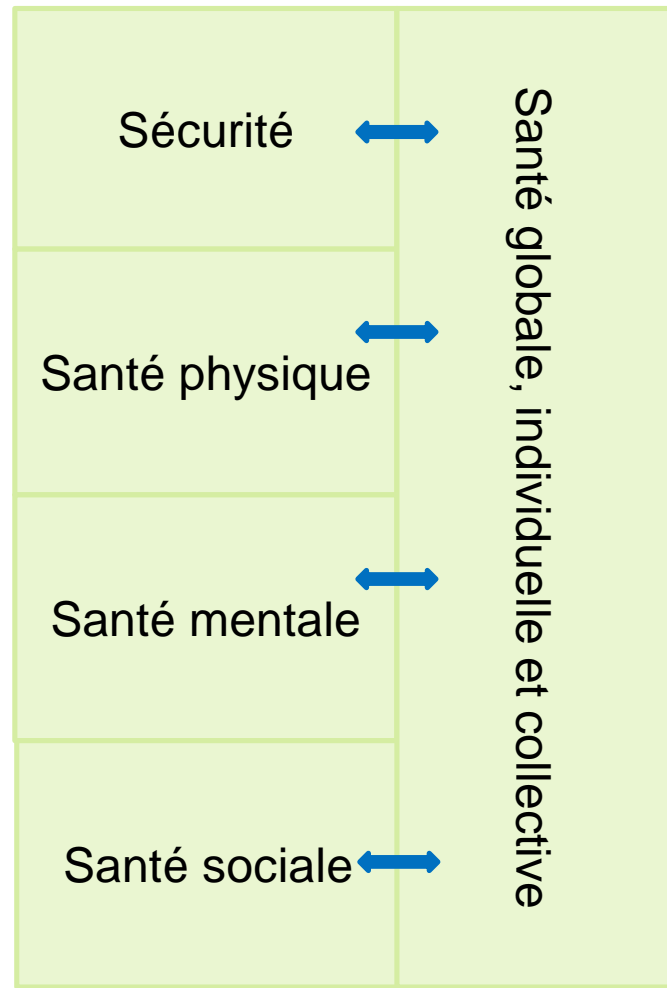 Sécurité
Santé physique
Santé mentale
Santé sociale
Santé globale, individuelle et collective